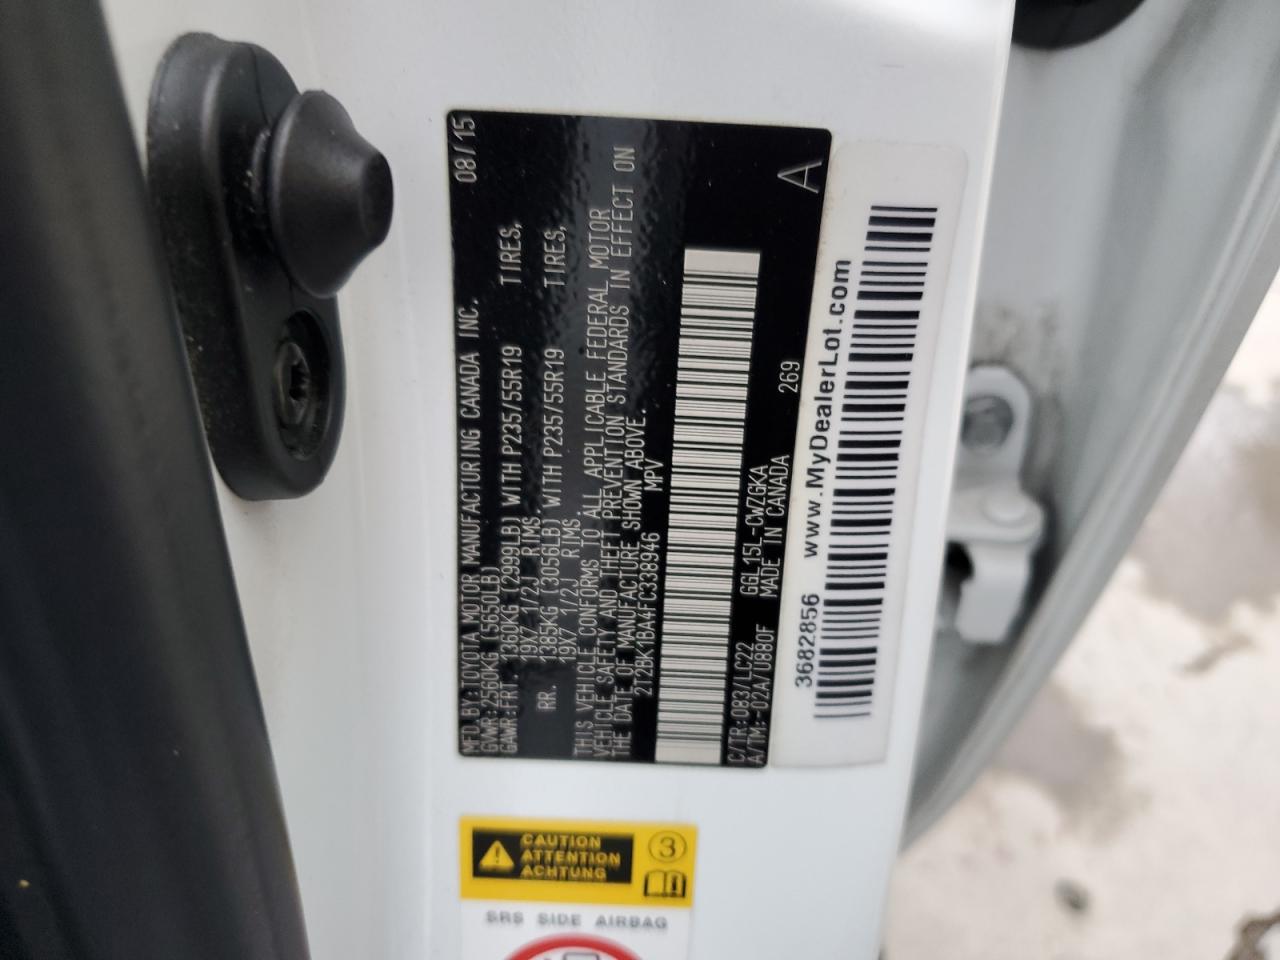 MFD.BY:TOYOTA MOTOR MANUFACTURING CANADA INC. 08/15
GVWR:2560KG (5650LB)
GAWR:FRT. 1360KG (2999LB) WITH P235/55R19 TIRES,
19X7 1/2J RIMS
RR. 1385KG (3056LB) WITH P235/55R19 TIRES,
19X7 1/2J RIMS
THIS VEHICLE CONFORMS TO ALL APPLICABLE FEDERAL MOTOR
VEHICLE SAFETY AND THEFT PREVENTION STANDARDS IN EFFECT ON
THE DATE OF MANUFACTURE SHOWN ABOVE.
2T2BK1BA4FC338946 MPV
C/TR:083/LC22 GGL15L-CWZGKA
A/TM:-02A/U880F MADE IN CANADA 269
A
3682856 www.MyDealerLot.com
CAUTION
ATTENTION
ACHTUNG
3
SRS SIDE AIRBAG